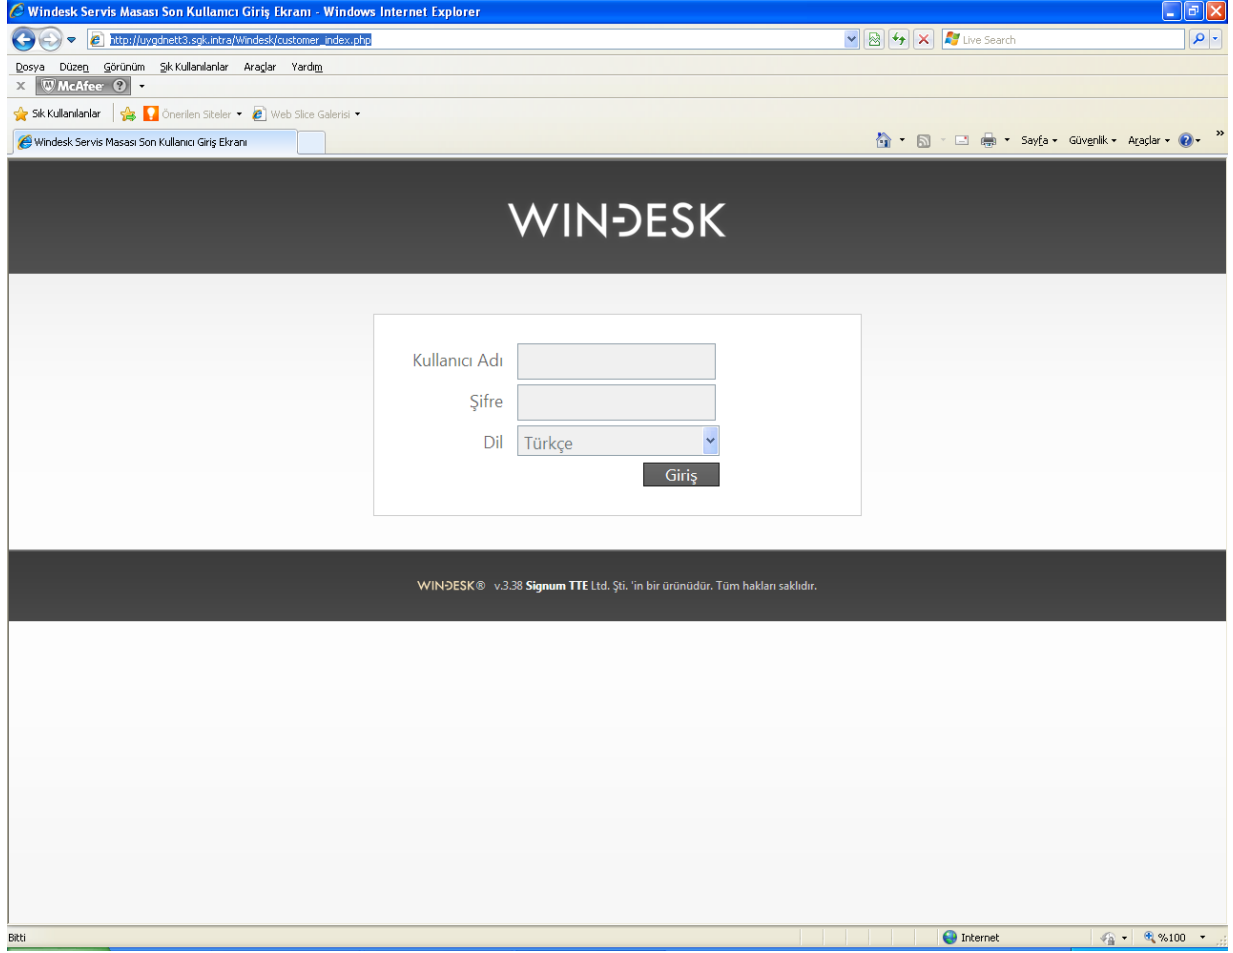 Windesk Servis Masası Son Kullanıcı Giriş Ekranı - Windows Internet Explorer
http://uygdnett3.sgk.intra/Windesk/customer_index.php
Live Search
Dosya Düzen Görünüm Sık Kullanılanlar Araçlar Yardım
x McAfee ?
Sık Kullanılanlar Önerilen Siteler Web Slice Galerisi
Windesk Servis Masası Son Kullanıcı Giriş Ekranı
Sayfa Güvenlik Araçlar »
WINDESK
Kullanıcı Adı
Şifre
Dil Türkçe
Giriş
WINDESK® v.3.38 Signum TTE Ltd. Şti. 'in bir ürünüdür. Tüm hakları saklıdır.
Bitti Internet %100